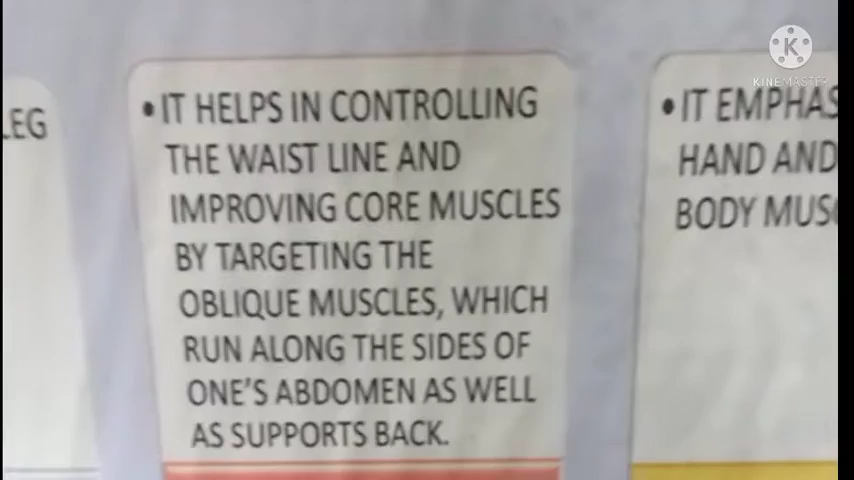 KINEMASTER
LEG
• IT HELPS IN CONTROLLING
THE WAIST LINE AND
IMPROVING CORE MUSCLES
BY TARGETING THE
OBLIQUE MUSCLES, WHICH
RUN ALONG THE SIDES OF
ONE'S ABDOMEN AS WELL
AS SUPPORTS BACK.
• IT EMPHAS
HAND AND
BODY MUS